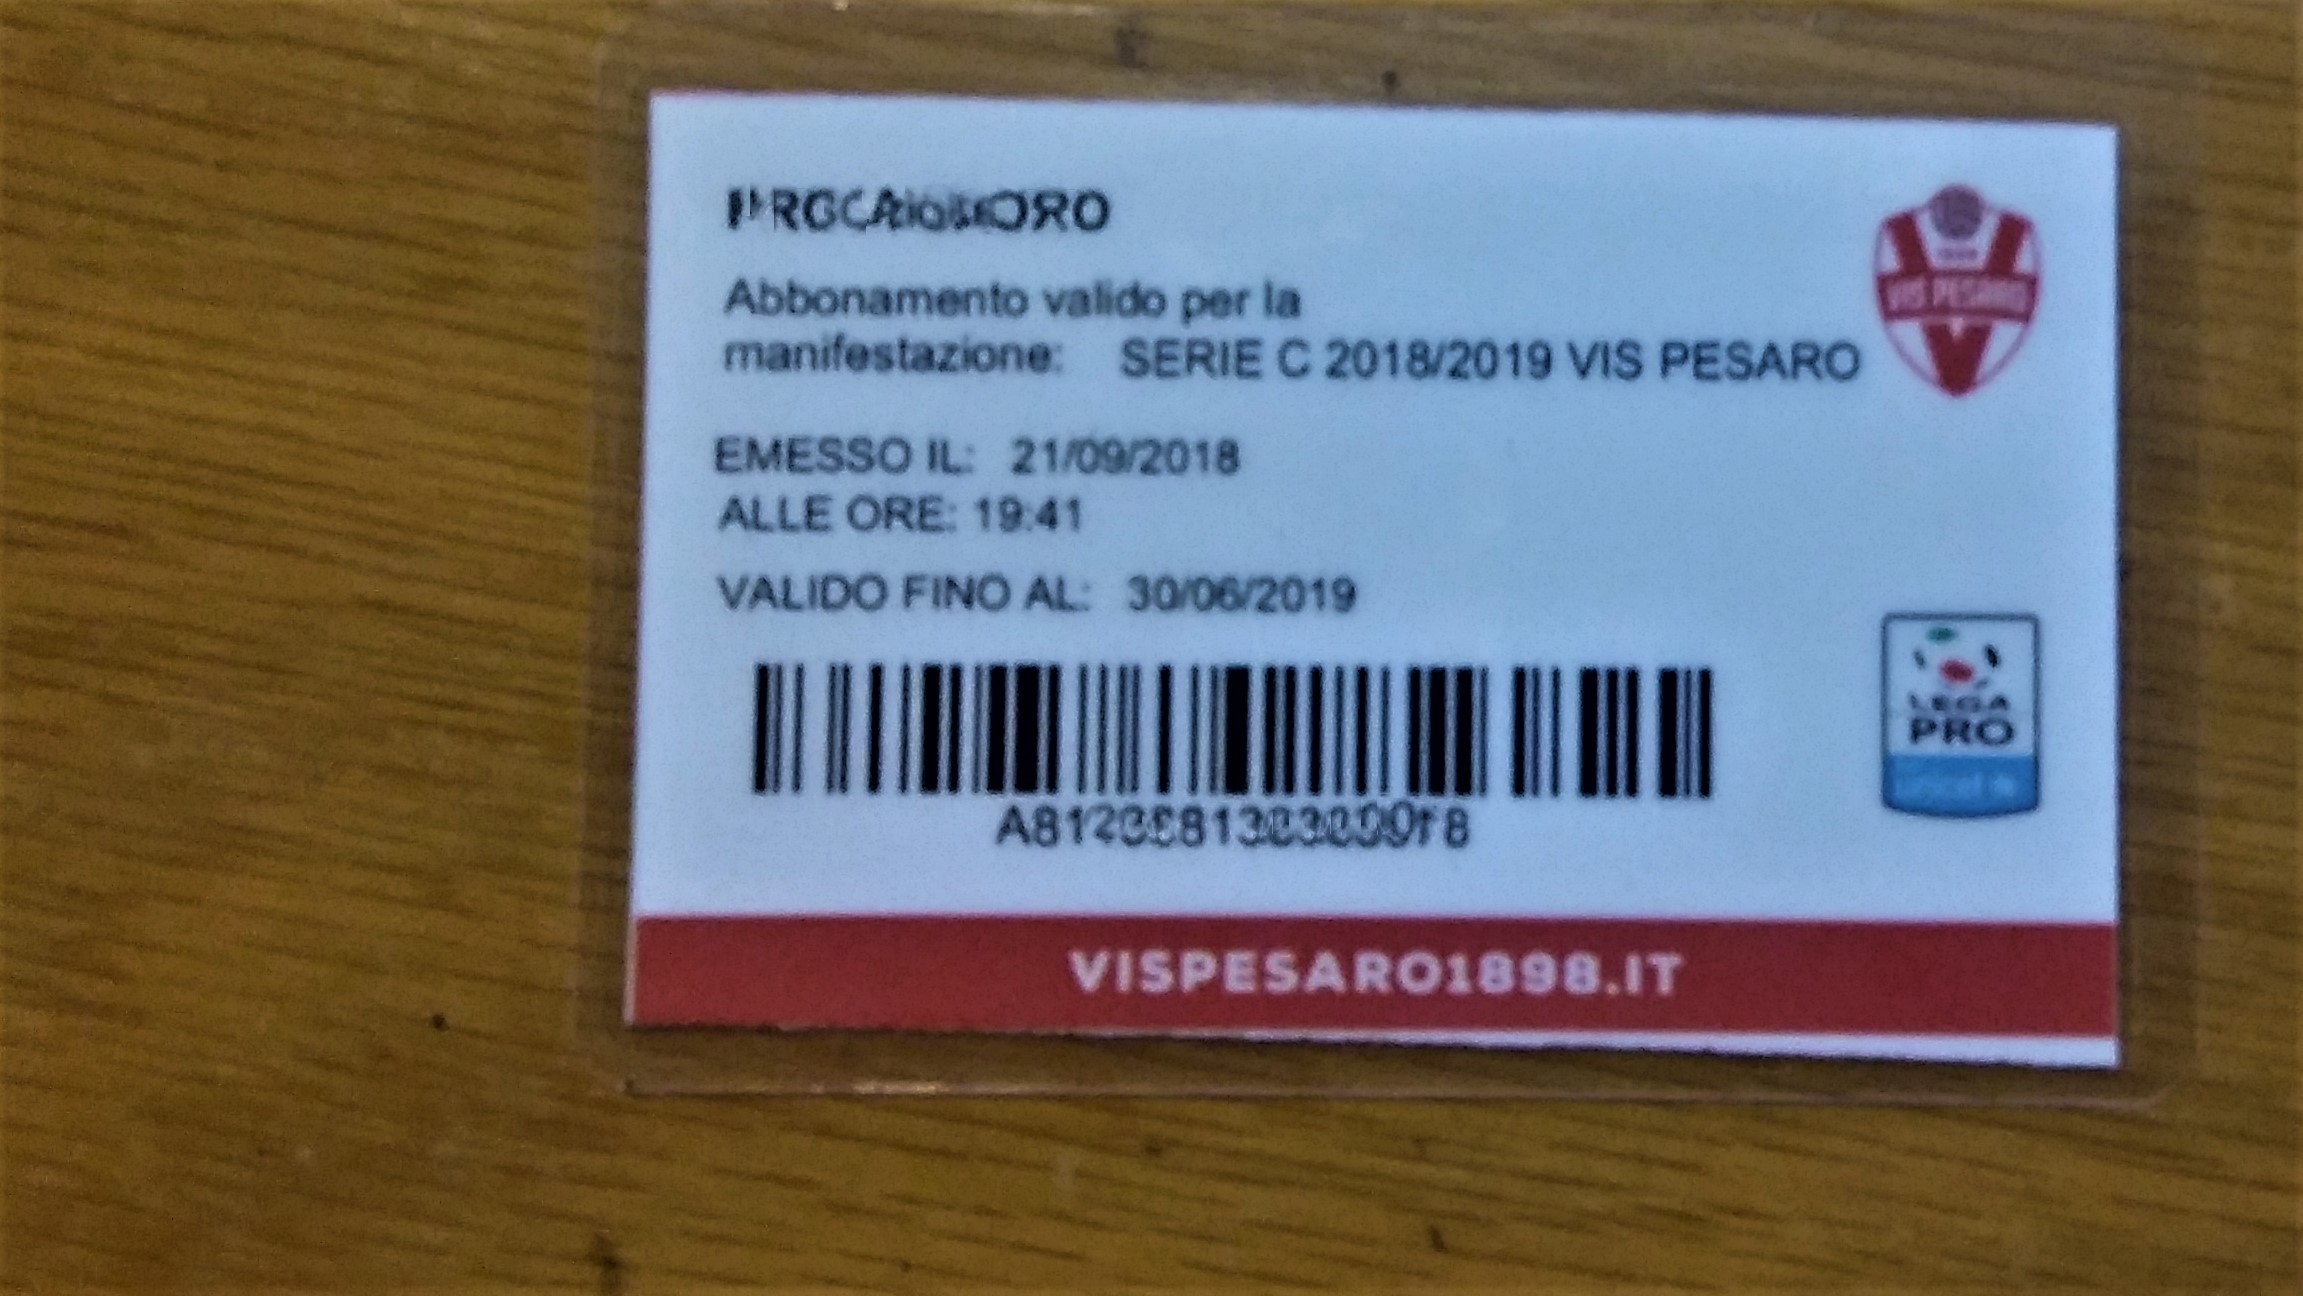 Abbonamento valido per la
manifestazione: SERIE C 2018/2019 VIS PESARO
VIS PESARO
EMESSO IL: 21/09/2018
ALLE ORE: 19:41
VALIDO FINO AL: 30/06/2019
LEGA
PRO
unicef
VISPESARO1898.IT